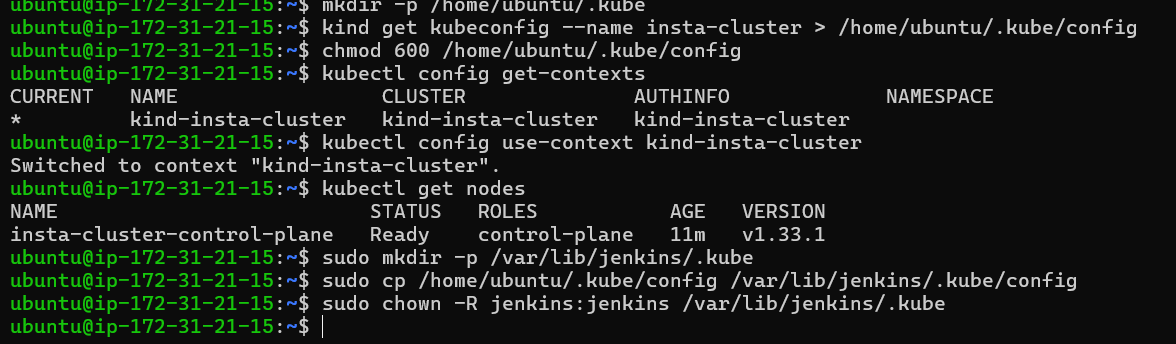 ubuntu@ip-172-31-21-15:~$ mkdir -p /home/ubuntu/.kube
ubuntu@ip-172-31-21-15:~$ kind get kubeconfig --name insta-cluster > /home/ubuntu/.kube/config
ubuntu@ip-172-31-21-15:~$ chmod 600 /home/ubuntu/.kube/config
ubuntu@ip-172-31-21-15:~$ kubectl config get-contexts
CURRENT   NAME                 CLUSTER              AUTHINFO             NAMESPACE
*         kind-insta-cluster   kind-insta-cluster   kind-insta-cluster
ubuntu@ip-172-31-21-15:~$ kubectl config use-context kind-insta-cluster
Switched to context "kind-insta-cluster".
ubuntu@ip-172-31-21-15:~$ kubectl get nodes
NAME                          STATUS   ROLES           AGE   VERSION
insta-cluster-control-plane   Ready    control-plane   11m   v1.33.1
ubuntu@ip-172-31-21-15:~$ sudo mkdir -p /var/lib/jenkins/.kube
ubuntu@ip-172-31-21-15:~$ sudo cp /home/ubuntu/.kube/config /var/lib/jenkins/.kube/config
ubuntu@ip-172-31-21-15:~$ sudo chown -R jenkins:jenkins /var/lib/jenkins/.kube
ubuntu@ip-172-31-21-15:~$